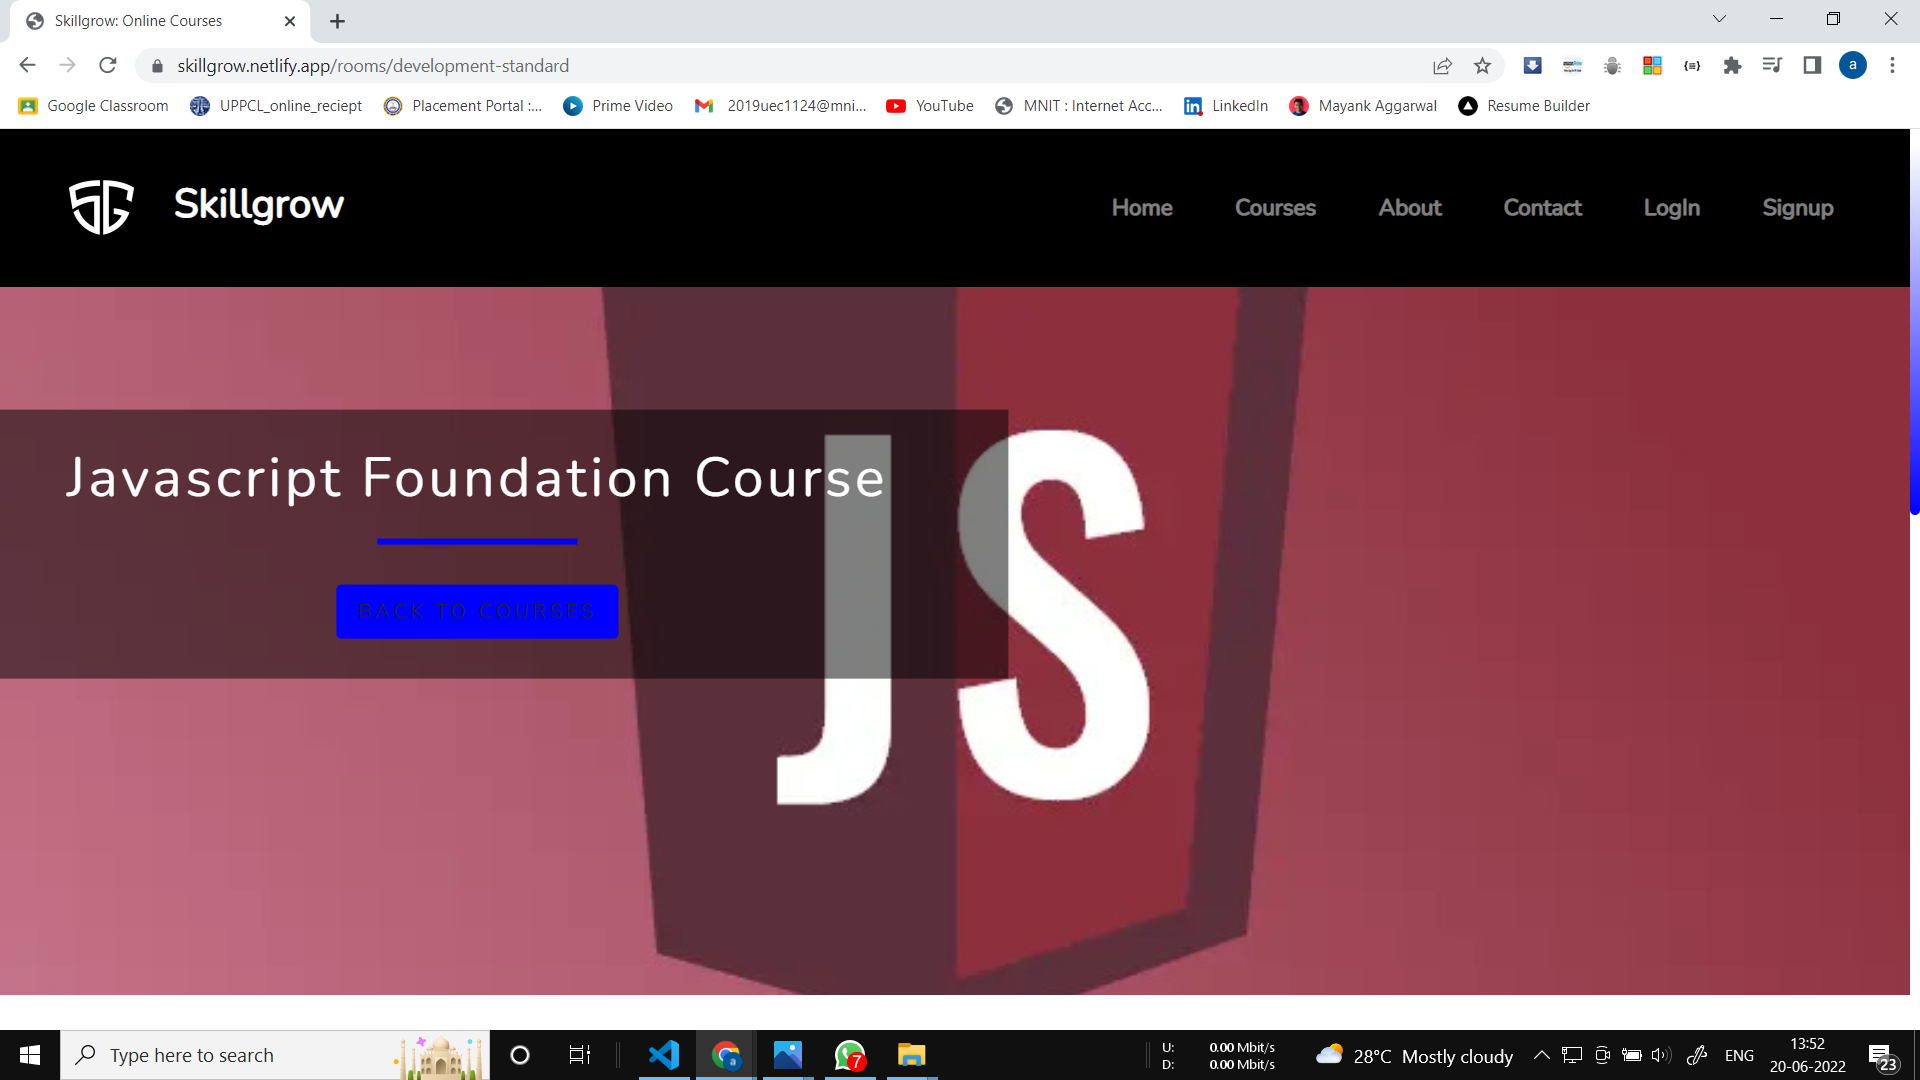 Skillgrow: Online Courses
skillgrow.netlify.app/rooms/development-standard
a
Google Classroom UPPCL_online_reciept Placement Portal :... Prime Video 2019uec1124@mni... YouTube MNIT : Internet Acc... LinkedIn Mayank Aggarwal Resume Builder
SG Skillgrow Home Courses About Contact LogIn Signup
JS
Javascript Foundation Course
BACK TO COURSES
Type here to search
a
7
U: 0.00 Mbit/s
D: 0.00 Mbit/s
28°C Mostly cloudy
ENG
13:52
20-06-2022
23